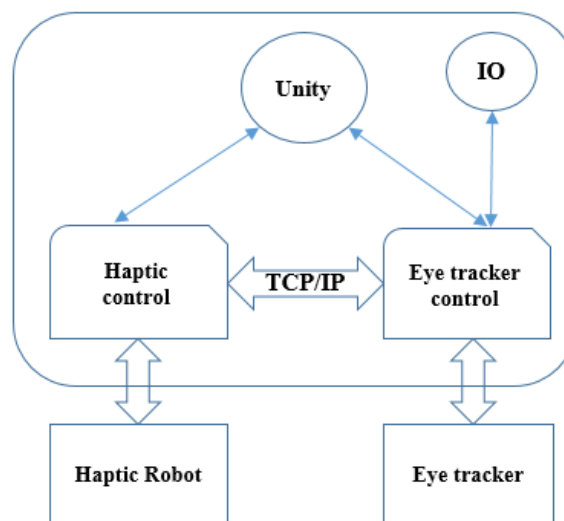 Unity
IO
Haptic
control
TCP/IP
Eye tracker
control
Haptic Robot
Eye tracker